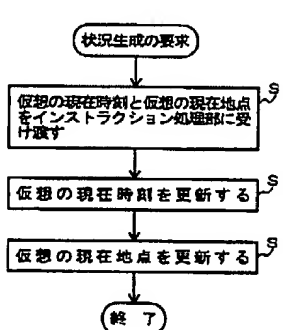 状況生成の要求
仮想の現在時刻と仮想の現在地点
をインストラクション処理部に受
け渡す
S
仮想の現在時刻を更新する
S
仮想の現在地点を更新する
S
終 了